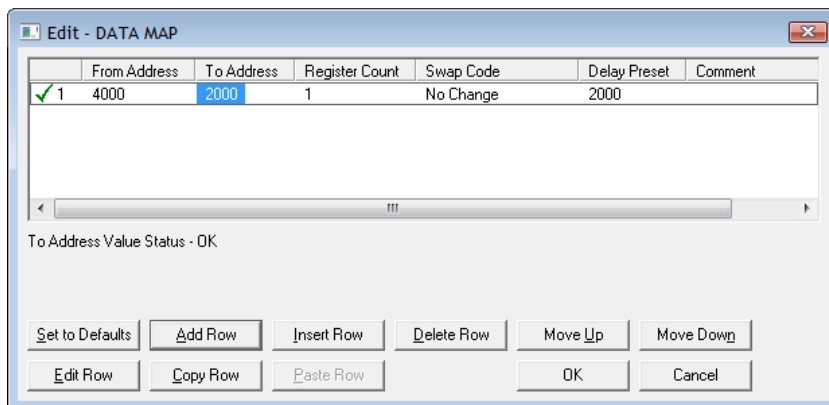 Edit - DATA MAP
From Address To Address Register Count Swap Code Delay Preset Comment
1 4000 2000 1 No Change 2000
To Address Value Status - OK
Set to Defaults Add Row Insert Row Delete Row Move Up Move Down
Edit Row Copy Row Paste Row OK Cancel